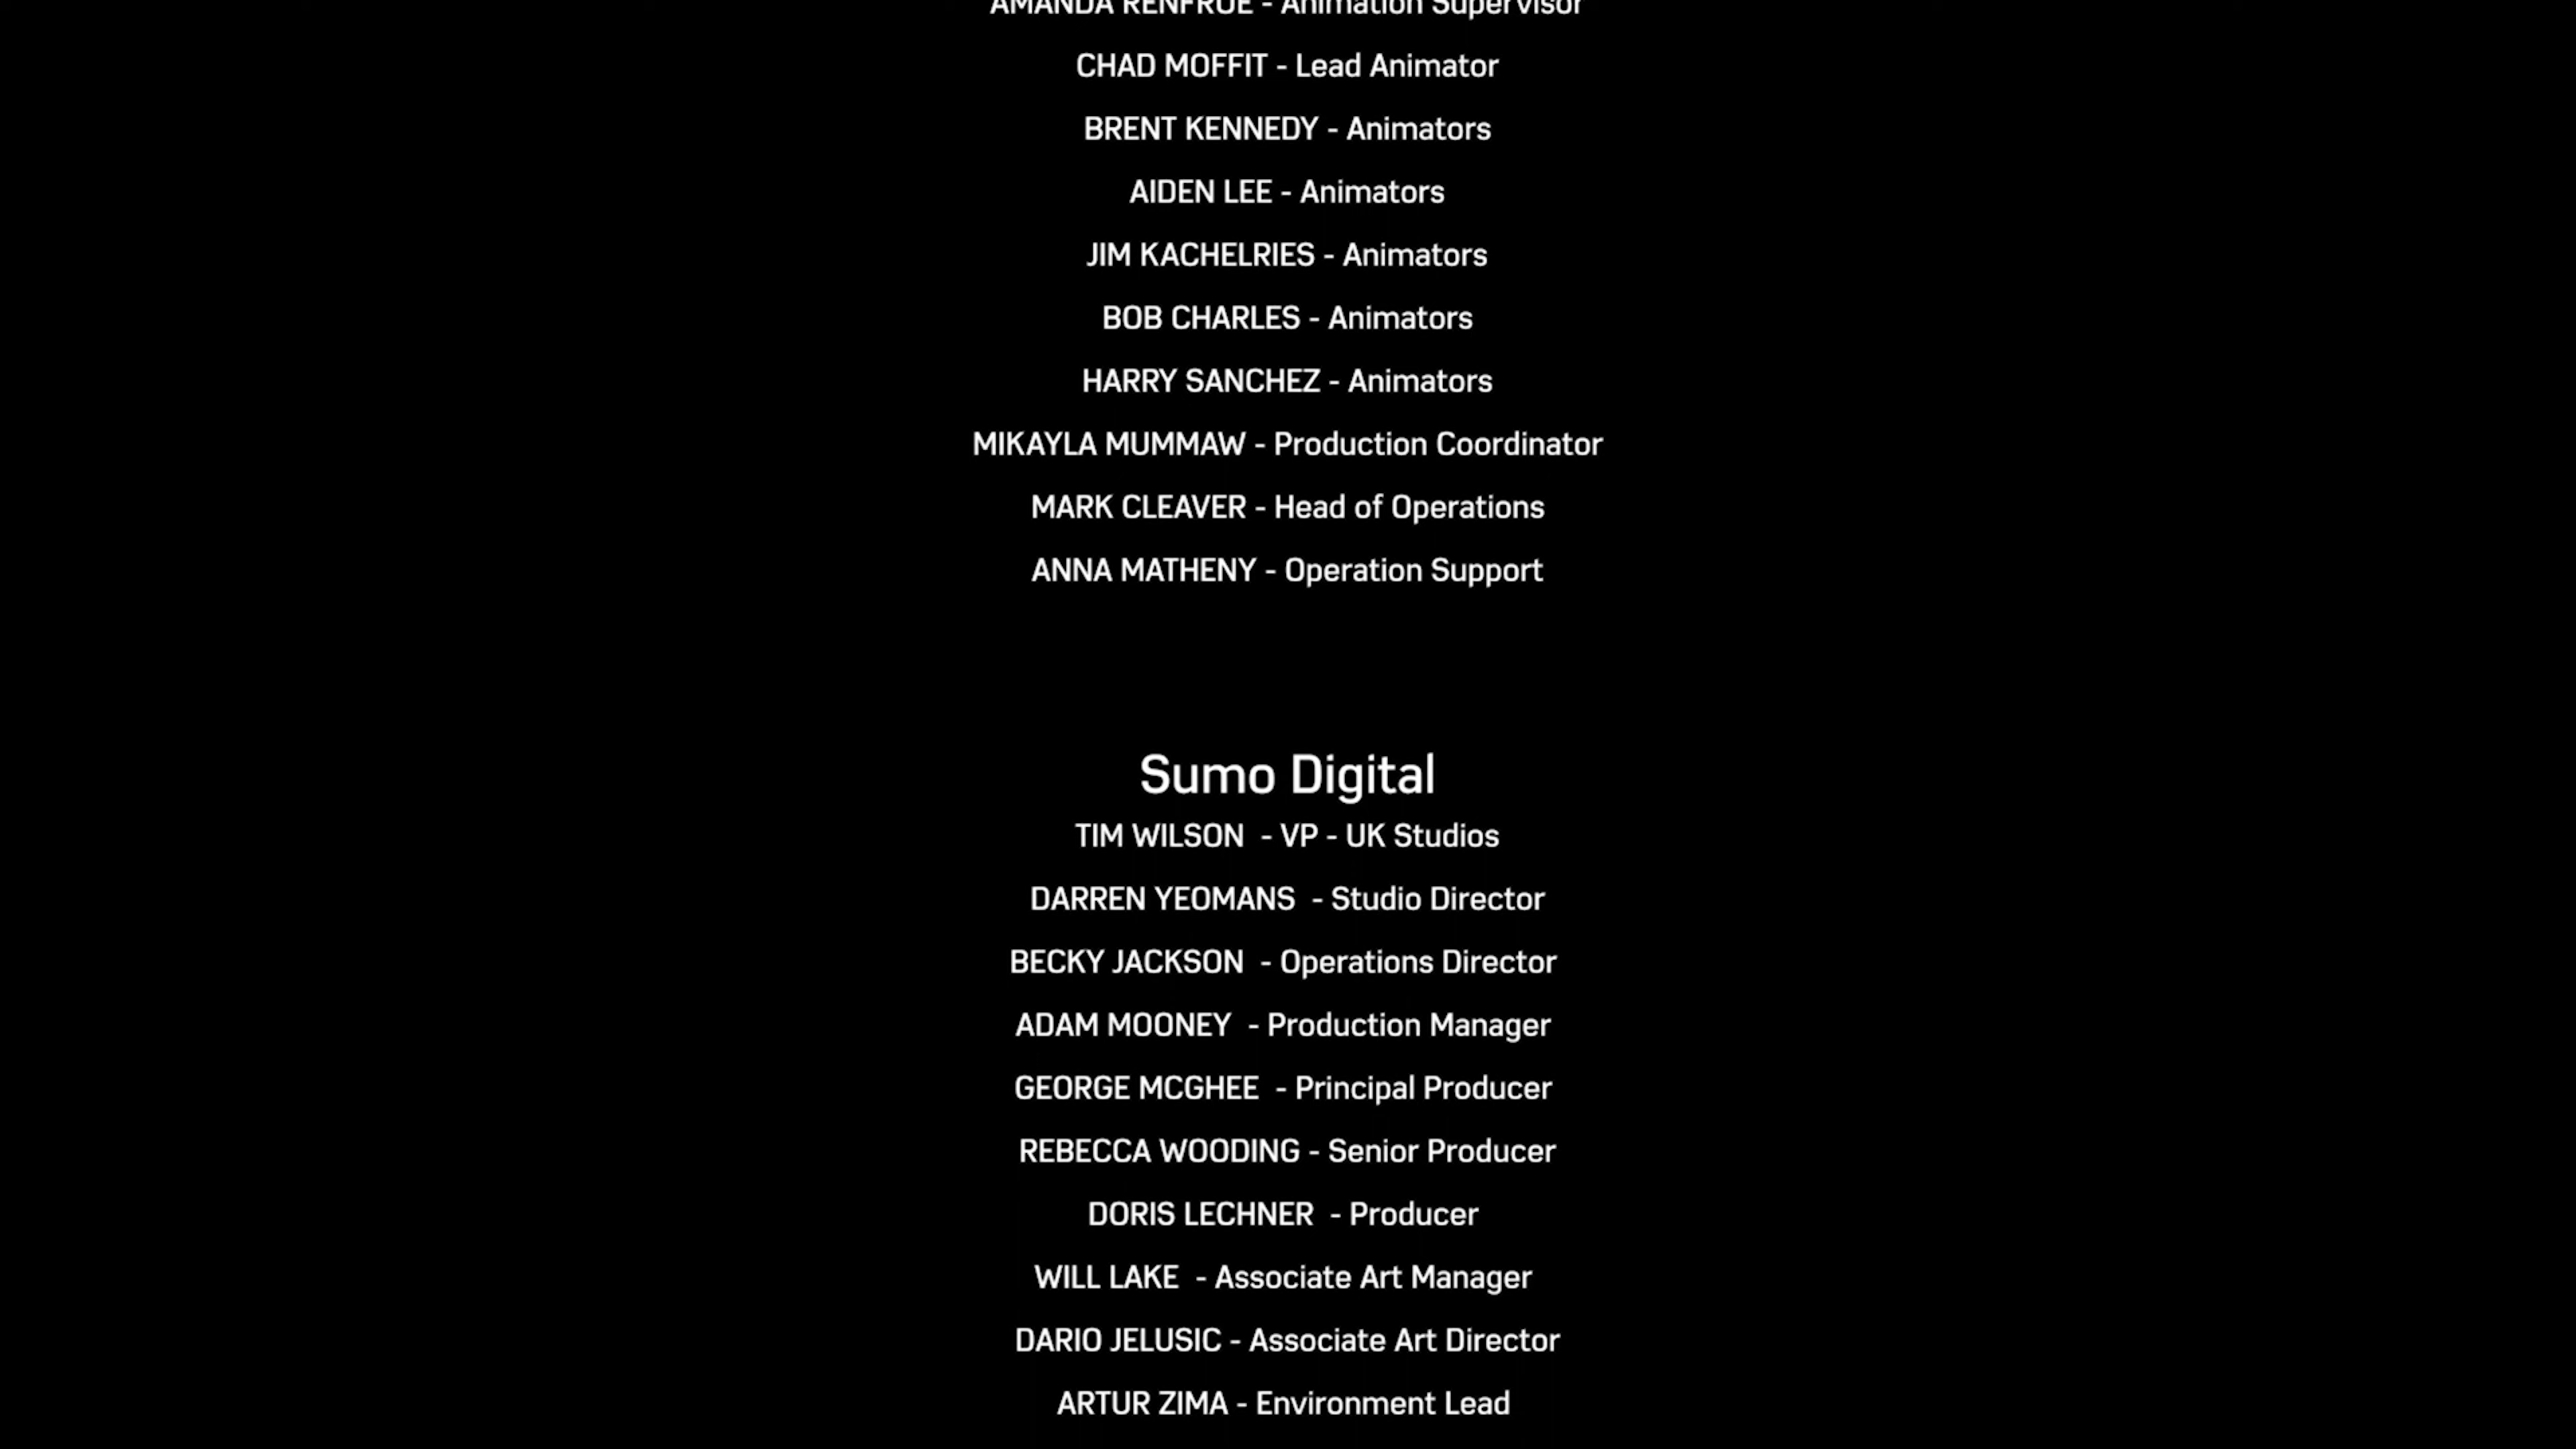 AMANDA RENFROE - Animation Supervisor
CHAD MOFFIT - Lead Animator
BRENT KENNEDY - Animators
AIDEN LEE - Animators
JIM KACHELRIES - Animators
BOB CHARLES - Animators
HARRY SANCHEZ - Animators
MIKAYLA MUMMAW - Production Coordinator
MARK CLEAVER - Head of Operations
ANNA MATHENY - Operation Support
Sumo Digital
TIM WILSON - VP - UK Studios
DARREN YEOMANS - Studio Director
BECKY JACKSON - Operations Director
ADAM MOONEY - Production Manager
GEORGE MCGHEE - Principal Producer
REBECCA WOODING - Senior Producer
DORIS LECHNER - Producer
WILL LAKE - Associate Art Manager
DARIO JELUSIC - Associate Art Director
ARTUR ZIMA - Environment Lead